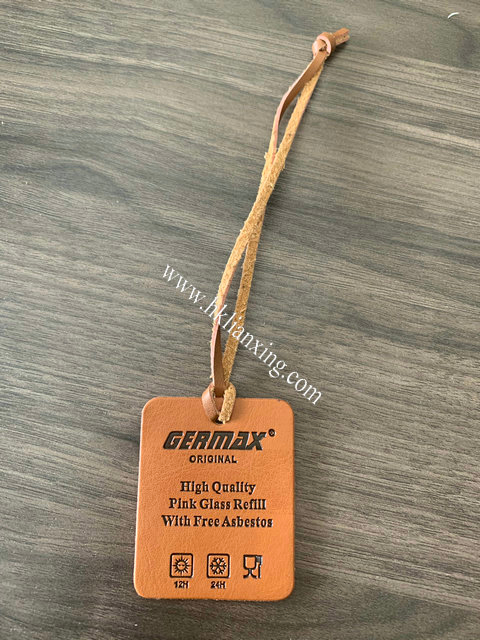 www.hklianxing.com
GERMAX®
ORIGINAL
High Quality
Pink Glass Refill
With Free Asbestos
12H 24H